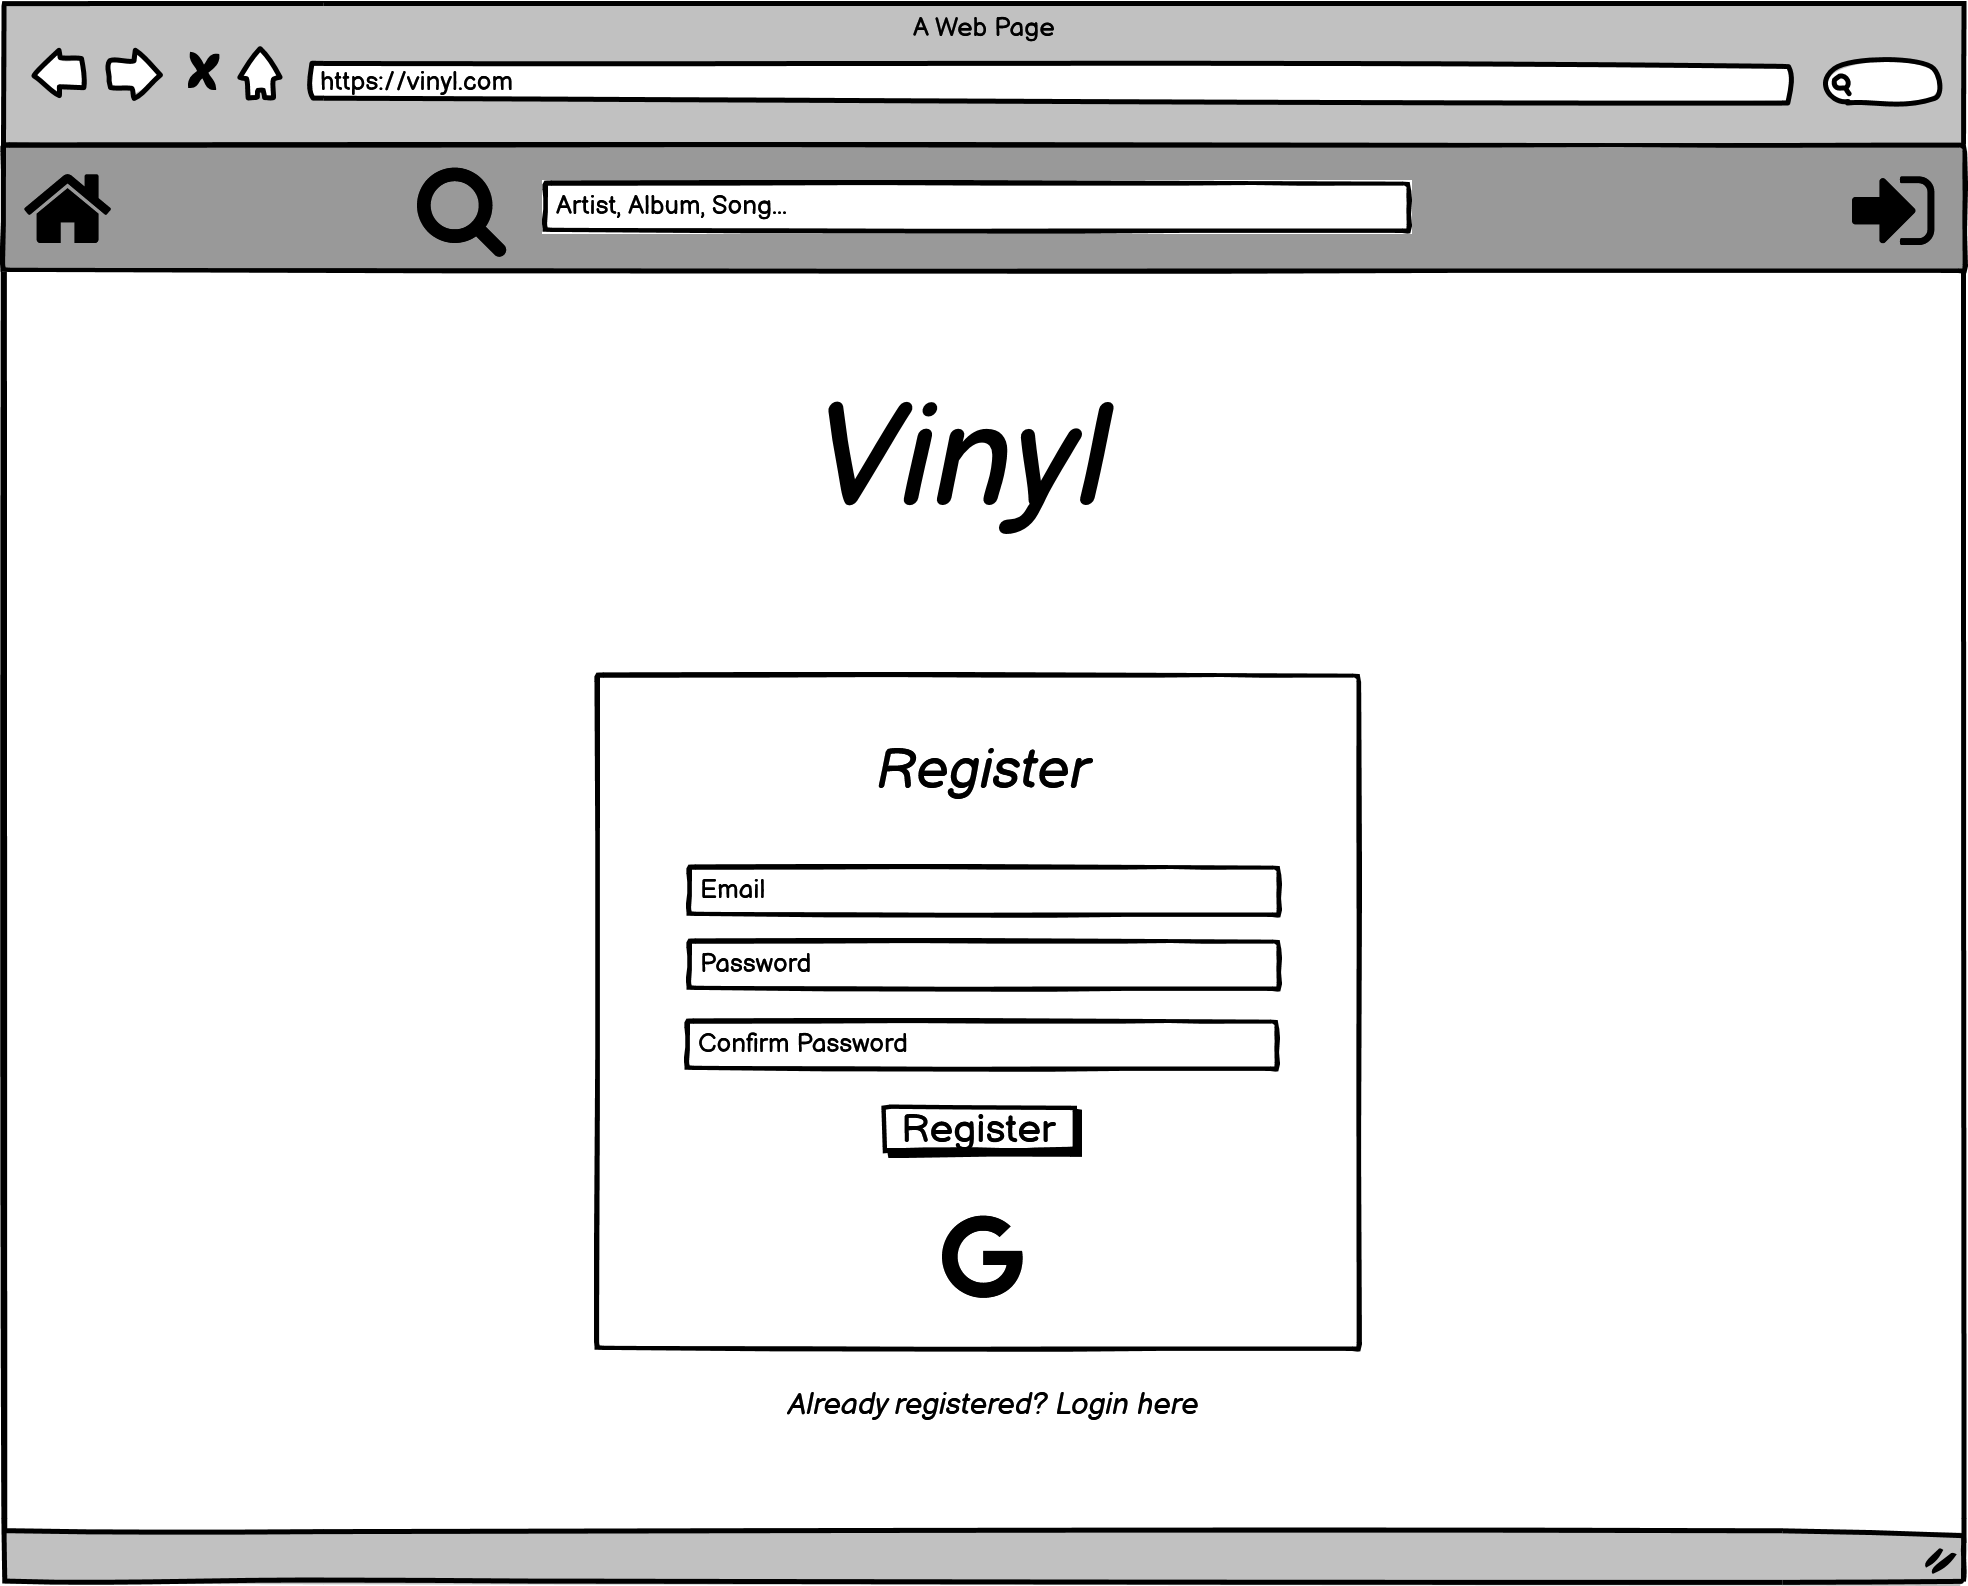 A Web Page
https://vinyl.com
Artist, Album, Song...
Vinyl
Register
Email
Password
Confirm Password
Register
G
Already registered? Login here